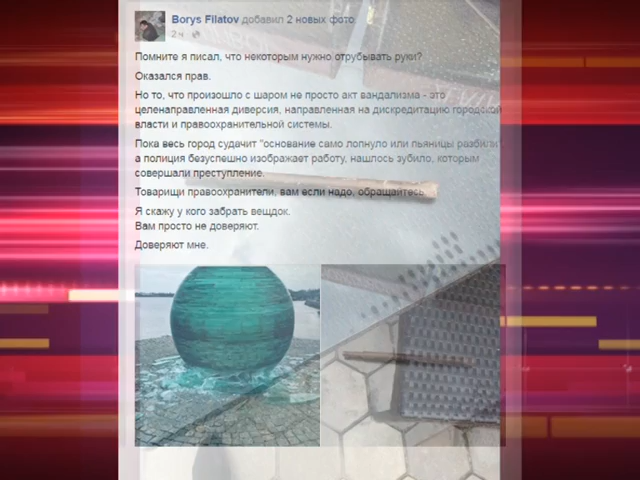 Borys Filatov добавил 2 новых фото
2 ч
Помните я писал, что некоторым нужно отрубывать руки?
Оказался прав.
Но то, что произошло с шаром не просто акт вандализма - это
целенаправленная диверсия, направленная на дискредитацию городской
власти и правоохранительной системы.
Пока весь город судачит "основание само лопнуло или пьяницы разбили",
а полиция безуспешно изображает работу, нашлось зубило, которым
совершали преступление.
Товарищи правоохранители, вам если надо, обращайтесь.
Я скажу у кого забрать вещдок.
Вам просто не доверяют.
Доверяют мне.